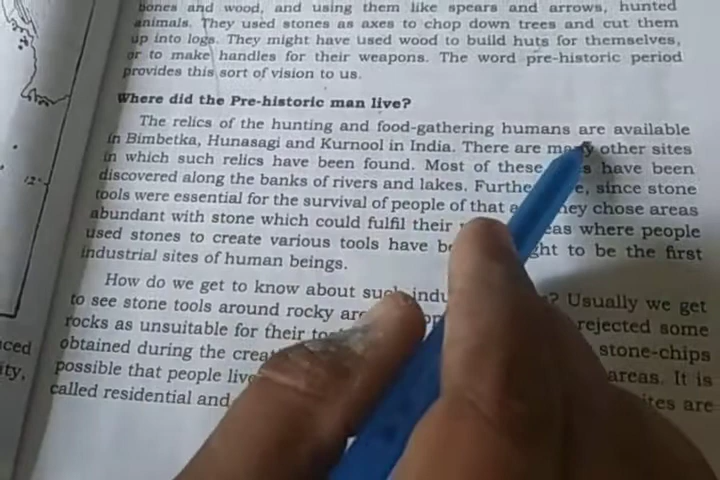 bones and wood, and using them like spears and arrows, hunted
animals. They used stones as axes to chop down trees and cut them
up into logs. They might have used wood to build huts for themselves,
or to make handles for their weapons. The word pre-historic period
provides this sort of vision to us.
Where did the Pre-historic man live?
The relics of the hunting and food-gathering humans are available
in Bimbetka, Hunasagi and Kurnool in India. There are many other sites
in which such relics have been found. Most of these have been
discovered along the banks of rivers and lakes. since stone
tools were essential for the survival of people of that they chose areas
abundant with stone which could fulfil their where people
used stones to create various tools have to be the first
industrial sites of human beings.
How do we get to know about such Usually we get
to see stone tools around rocky rejected some
rocks as unsuitable for their stone-chips
obtained during the areas. It is
possible that people
called residential and are
ity,